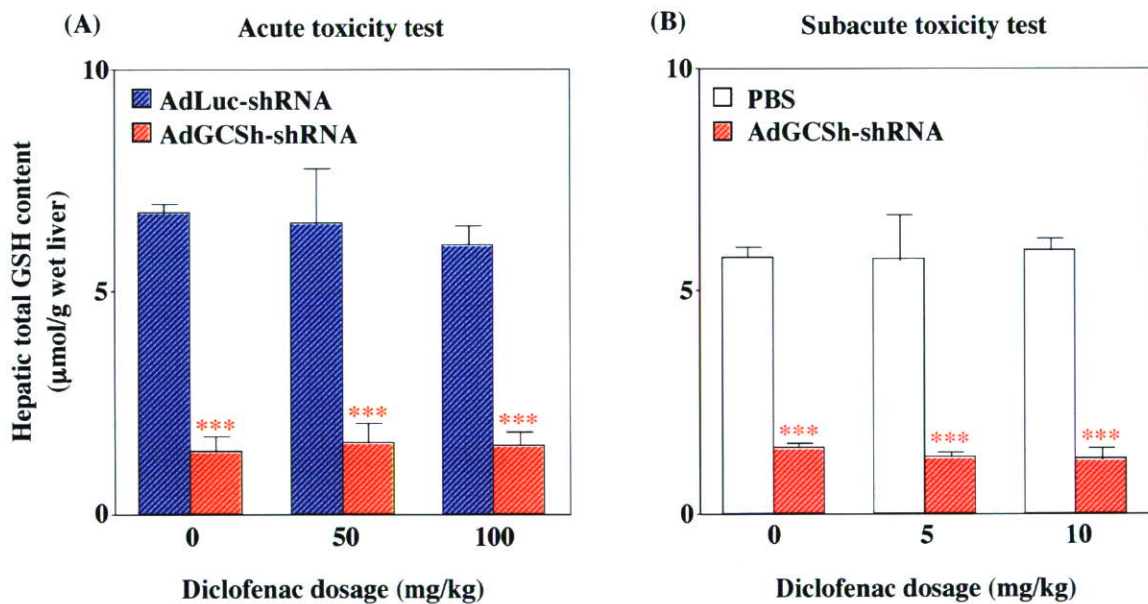 (A)
Acute toxicity test
10
5
0
AdLuc-shRNA
AdGCSh-shRNA
***
***
***
0 50 100
Diclofenac dosage (mg/kg)
Hepatic total GSH content
(μmol/g wet liver)
(B)
Subacute toxicity test
10
5
0
PBS
AdGCSh-shRNA
***
***
***
0 5 10
Diclofenac dosage (mg/kg)